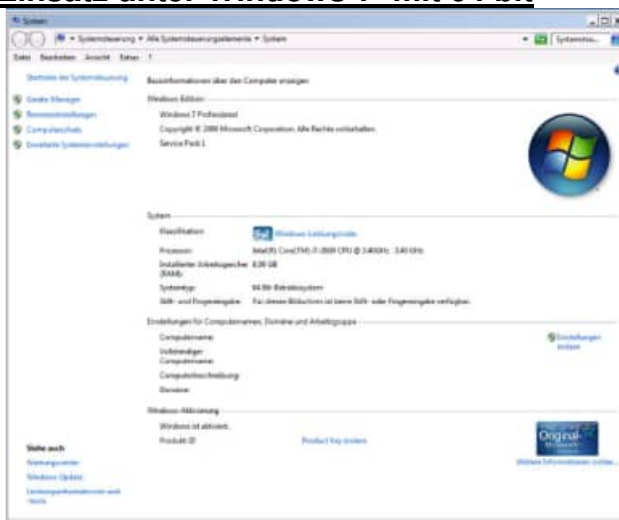 Einsatz unter Windows 7 mit 64 bit
System
Systemsteuerung Alle Systemsteuerungselemente System
Datei Bearbeiten Ansicht Extras ?
Startseite der Systemsteuerung
Geräte-Manager
Remoteeinstellungen
Computerschutz
Erweiterte Systemeinstellungen
Basisinformationen über den Computer anzeigen
Windows-Edition
Windows 7 Professional
Copyright © 2009 Microsoft Corporation. Alle Rechte vorbehalten.
Service Pack 1
System
Klassifikation:
Windows-Leistungsindex
Prozessor: Intel(R) Core(TM) i7-2600 CPU @ 3.40GHz 3.40 GHz
Installierter Arbeitsspeicher 8,00 GB
(RAM):
Systemtyp: 64 Bit-Betriebssystem
Stift- und Fingereingabe: Für diesen Bildschirm ist keine Stift- oder Fingereingabe verfügbar.
Einstellungen für Computernamen, Domäne und Arbeitsgruppe
Computername:
Einstellungen
ändern
Vollständiger
Computername:
Computerbeschreibung:
Domäne:
Windows-Aktivierung
Windows ist aktiviert.
Produkt-ID:
Product Key ändern
Original
Microsoft
Weitere Informationen online...
Siehe auch
Wartungscenter
Windows Update
Leistungsinformationen und
-tools